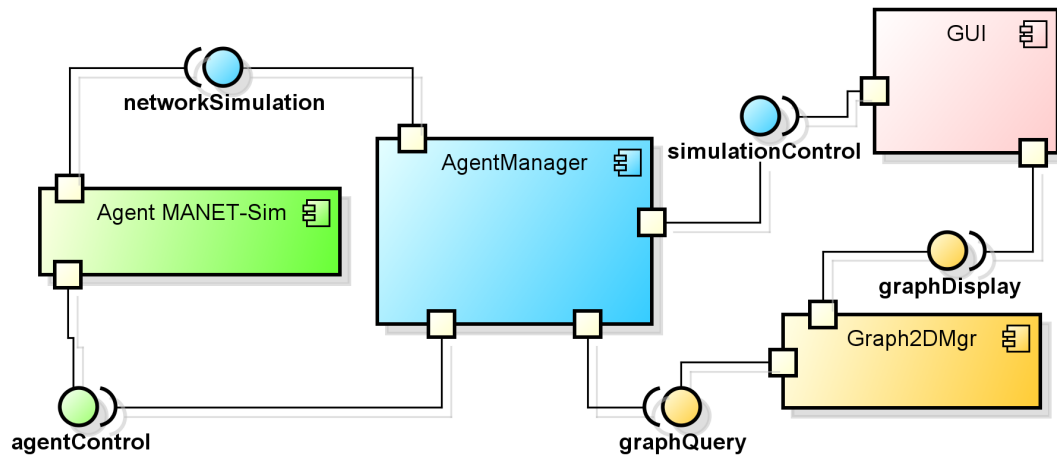 GUI
networkSimulation
simulationControl
AgentManager
Agent MANET-Sim
graphDisplay
Graph2DMgr
agentControl
graphQuery